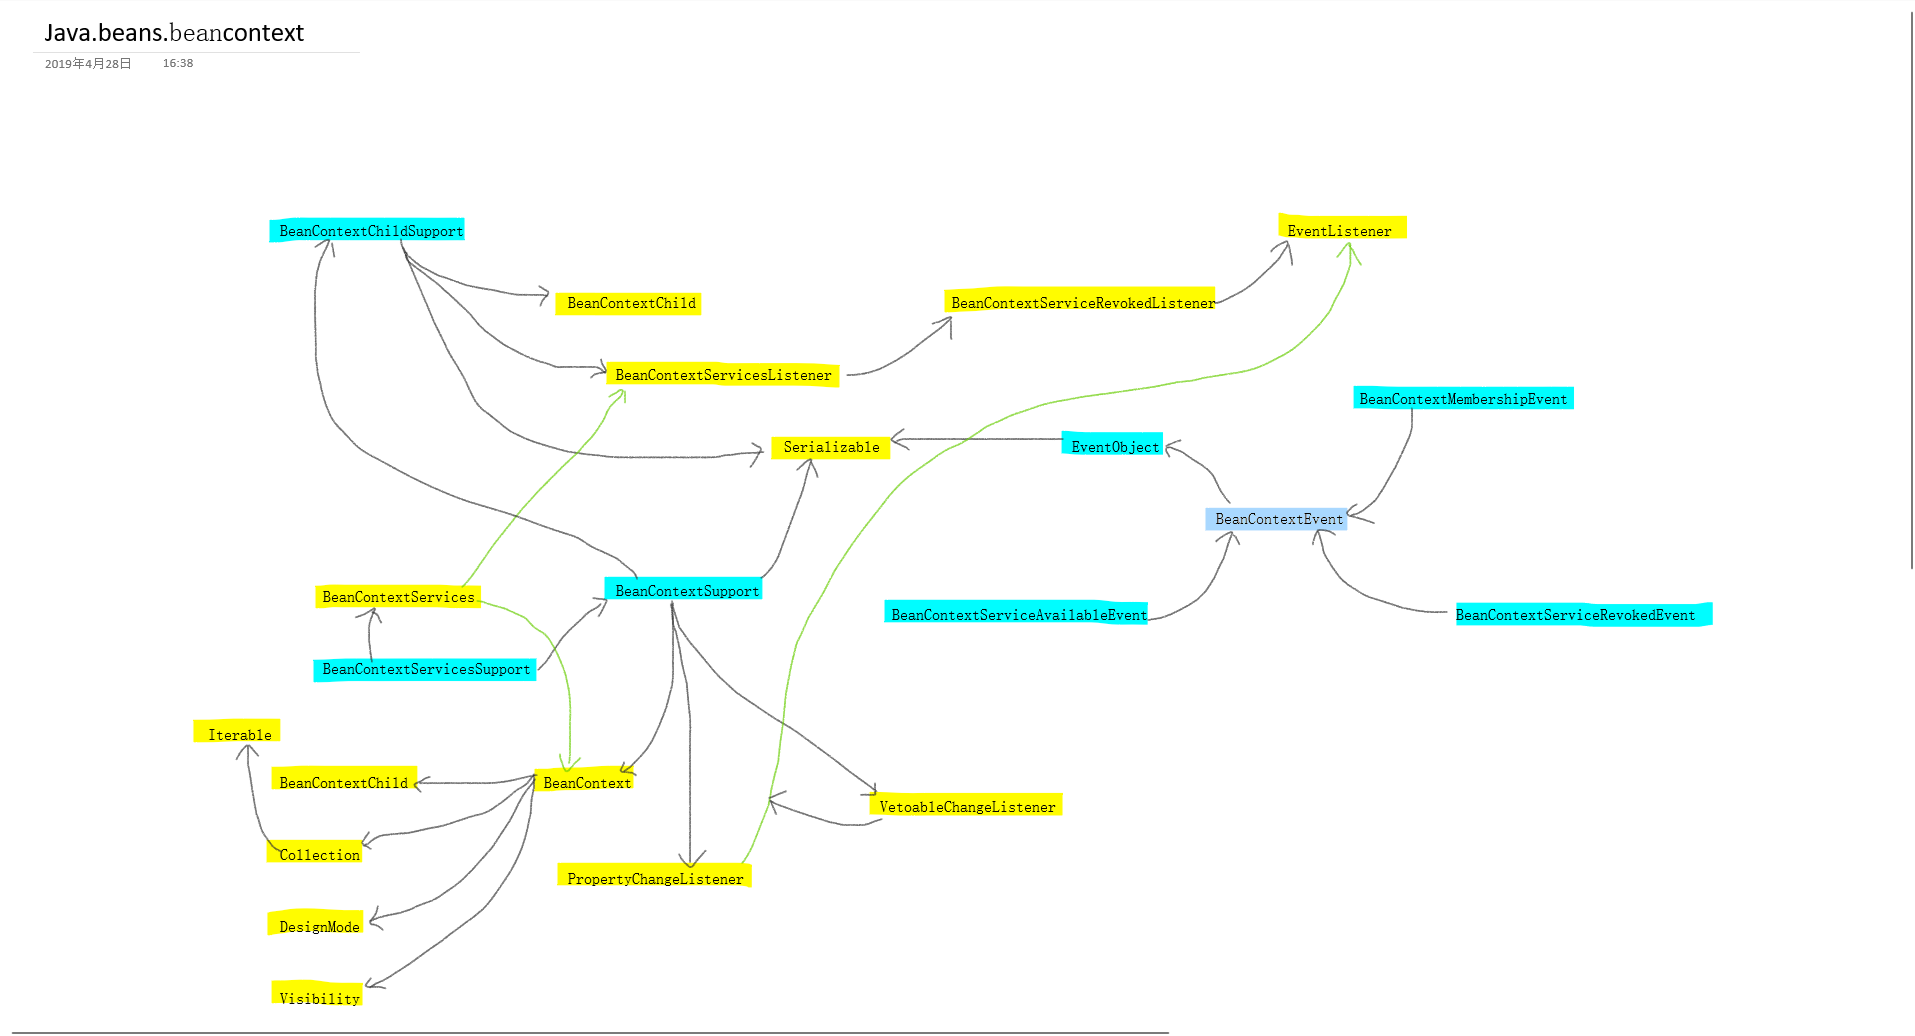 Java.beans.beancontext
2019年4月28日 16:38
BeanContextChildSupport
EventListener
BeanContextChild
BeanContextServiceRevokedListener
BeanContextServicesListener
BeanContextMembershipEvent
Serializable
EventObject
BeanContextEvent
BeanContextServices
BeanContextSupport
BeanContextServiceAvailableEvent
BeanContextServiceRevokedEvent
BeanContextServicesSupport
Iterable
BeanContextChild
BeanContext
VetoableChangeListener
Collection
PropertyChangeListener
DesignMode
Visibility